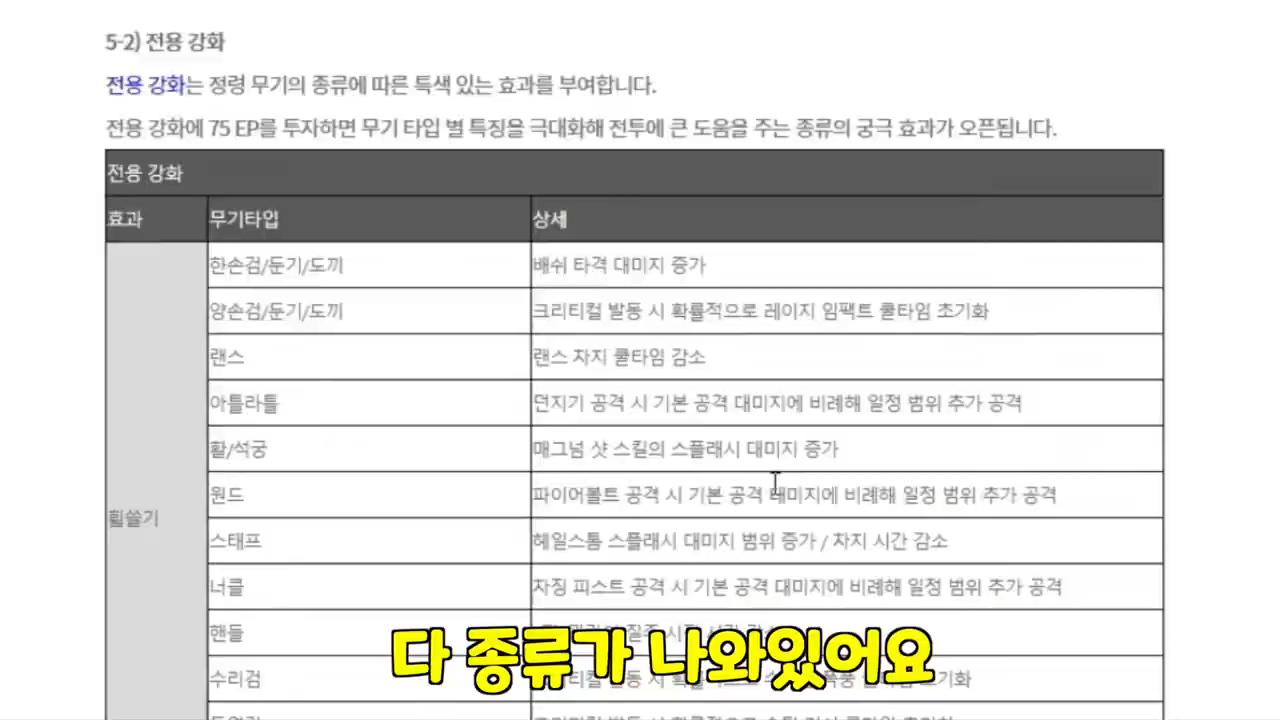 5-2) 전용 강화
전용 강화는 정령 무기의 종류에 따른 특색 있는 효과를 부여합니다.
전용 강화에 75 EP를 투자하면 무기 타입 별 특징을 극대화해 전투에 큰 도움을 주는 종류의 궁극 효과가 오픈됩니다.
전용 강화
효과 무기타입 상세
한손검/둔기/도끼 배쉬 타격 대미지 증가
양손검/둔기/도끼 크리티컬 발동 시 확률적으로 레이지 임팩트 쿨타임 초기화
랜스 랜스 차지 쿨타임 감소
아틀라틀 던지기 공격 시 기본 공격 대미지에 비례해 일정 범위 추가 공격
활/석궁 매그넘 샷 스킬의 스플래시 대미지 증가
원드 파이어볼트 공격 시 기본 공격 대미지에 비례해 일정 범위 추가 공격
휩쓸기
스태프 헤일스톰 스플래시 대미지 범위 증가 / 차지 시간 감소
너클 차징 피스트 공격 시 기본 공격 대미지에 비례해 일정 범위 추가 공격
핸들
수리검
다 종류가 나와있어요